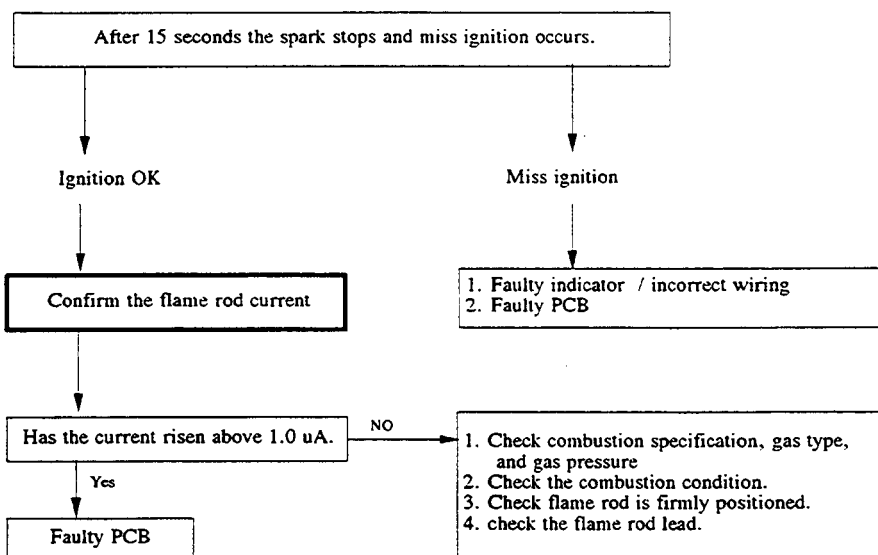 After 15 seconds the spark stops and miss ignition occurs.
Ignition OK
Miss ignition
Confirm the flame rod current
1. Faulty indicator / incorrect wiring
2. Faulty PCB
Has the current risen above 1.0 uA.
NO
Yes
1. Check combustion specification, gas type,
and gas pressure
2. Check the combustion condition.
3. Check flame rod is firmly positioned.
4. check the flame rod lead.
Faulty PCB